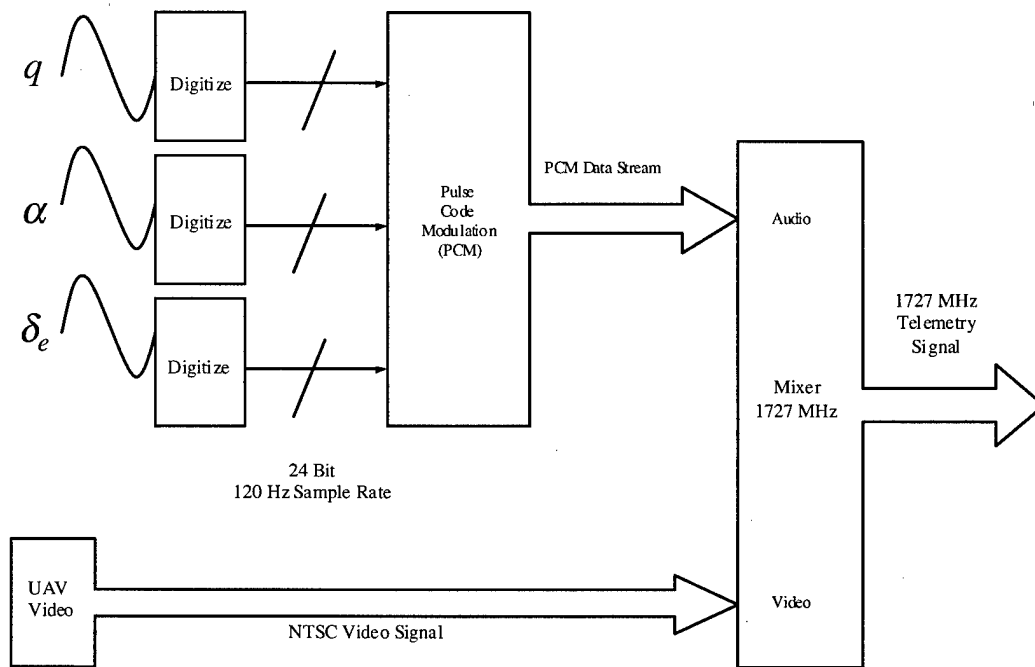 q
Digitize
α
Digitize
δe
Digitize
Pulse
Code
Modulation
(PCM)
PCM Data Stream
Audio
Mixer
1727 MHz
Video
1727 MHz
Telemetry
Signal
24 Bit
120 Hz Sample Rate
UAV
Video
NTSC Video Signal